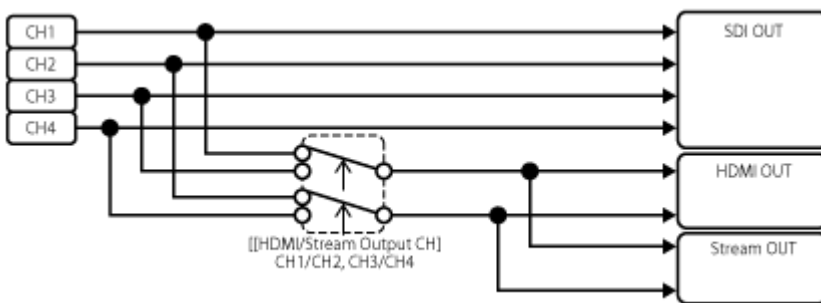 CH1
CH2
CH3
CH4
SDI OUT
HDMI OUT
Stream OUT
[[HDMI/Stream Output CH]
CH1/CH2, CH3/CH4